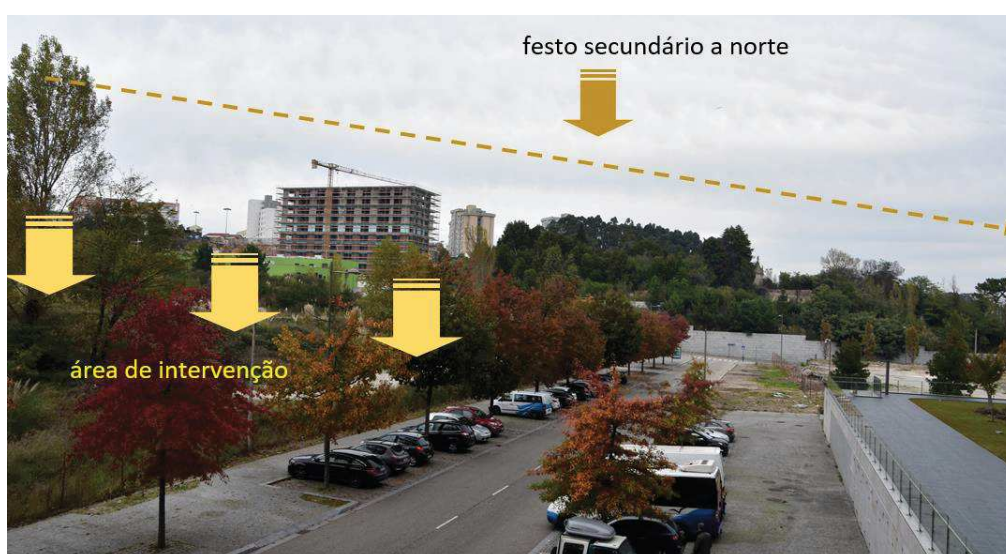 festo secundário a norte
área de intervenção